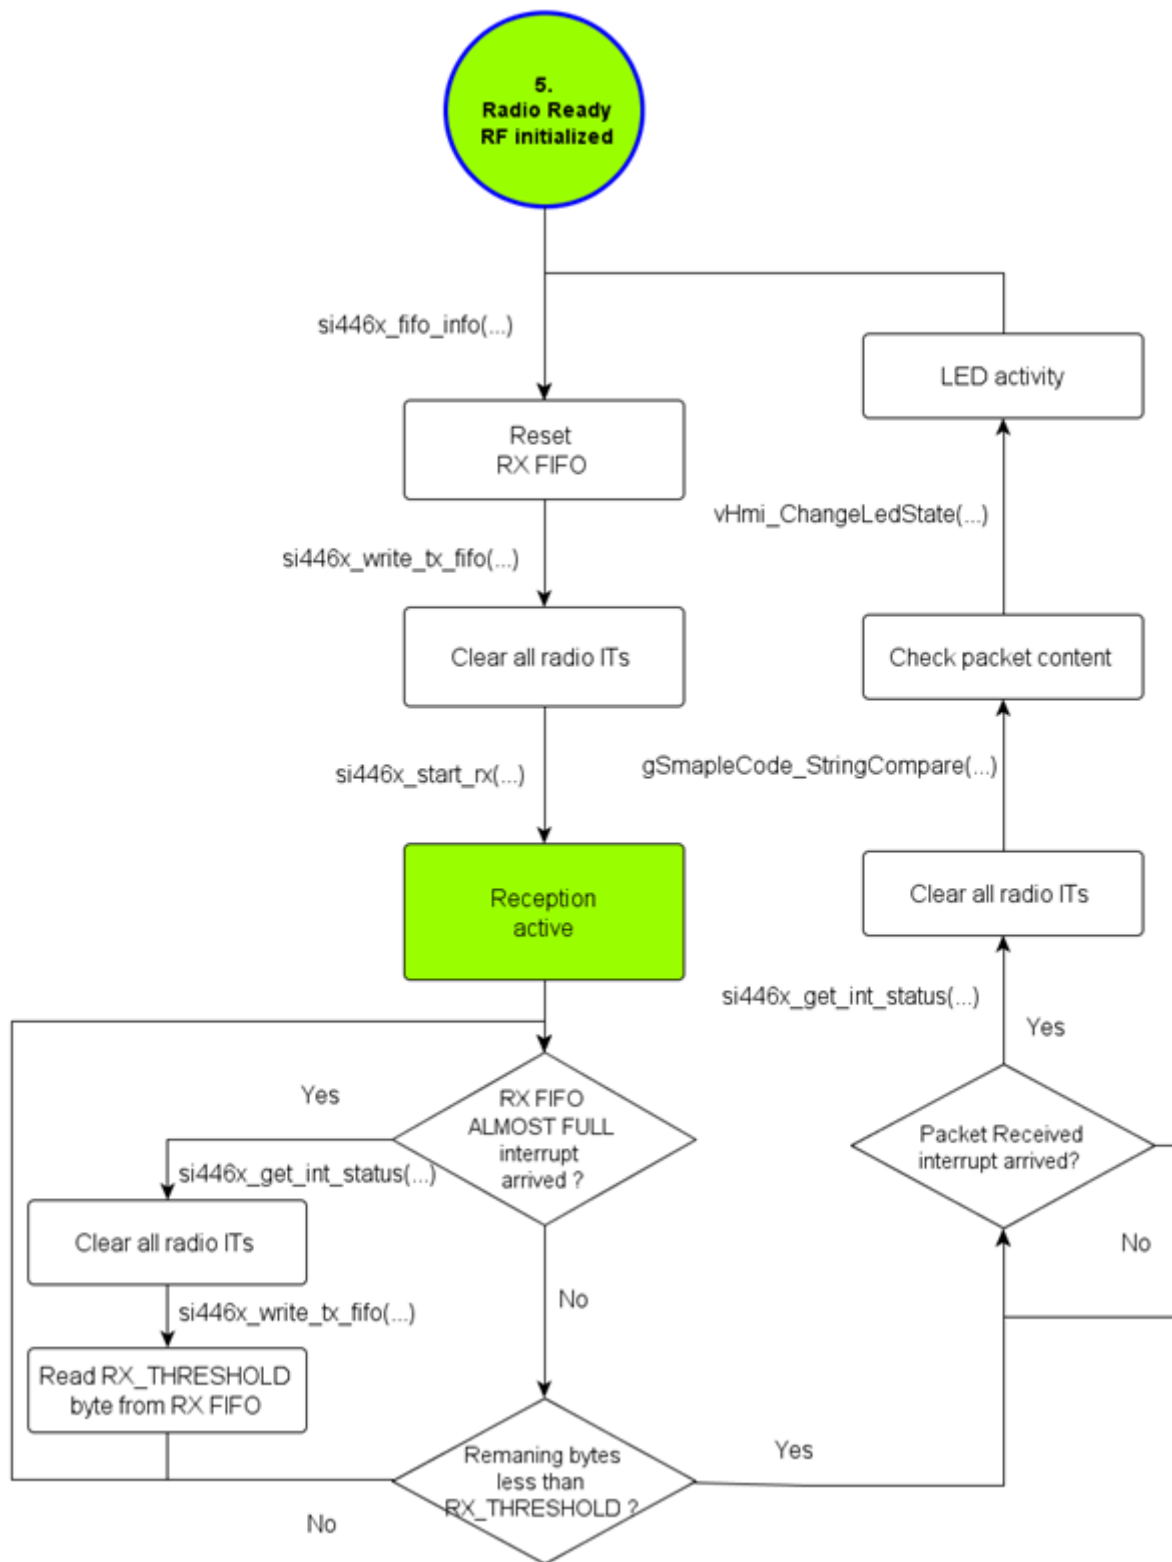 5.
Radio Ready
RF initialized
si446x_fifo_info(...)
LED activity
Reset
RX FIFO
vHmi_ChangeLedState(...)
si446x_write_tx_fifo(...)
Clear all radio ITs
Check packet content
si446x_start_rx(...)
gSmapleCode_StringCompare(...)
Reception
active
Clear all radio ITs
si446x_get_int_status(...)
Yes
Yes
RX FIFO
ALMOST FULL
interrupt
arrived ?
Packet Received
interrupt arrived?
si446x_get_int_status(...)
Clear all radio ITs
No
No
si446x_write_tx_fifo(...)
Read RX_THRESHOLD
byte from RX FIFO
Remaning bytes
less than
RX_THRESHOLD ?
Yes
No